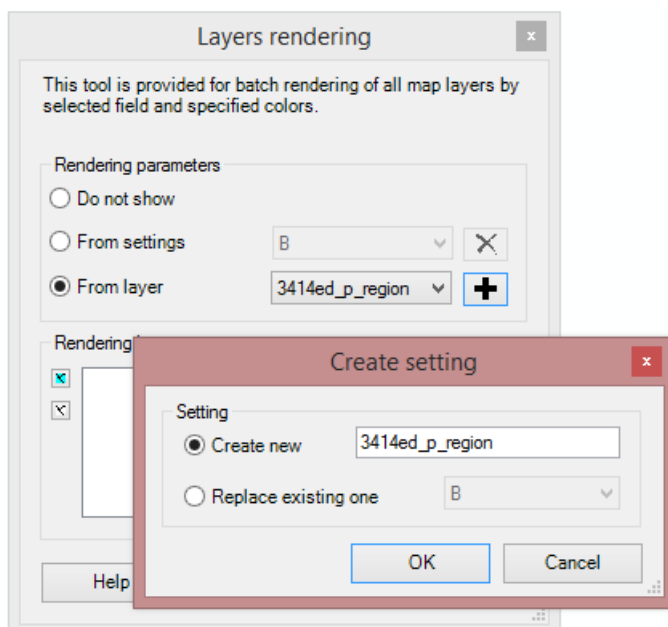 Layers rendering
x
This tool is provided for batch rendering of all map layers by
selected field and specified colors.
Rendering parameters
Do not show
From settings
B
From layer
3414ed_p_region
Rendering
Create setting
x
Setting
Create new
3414ed_p_region
Replace existing one
B
OK
Cancel
Help